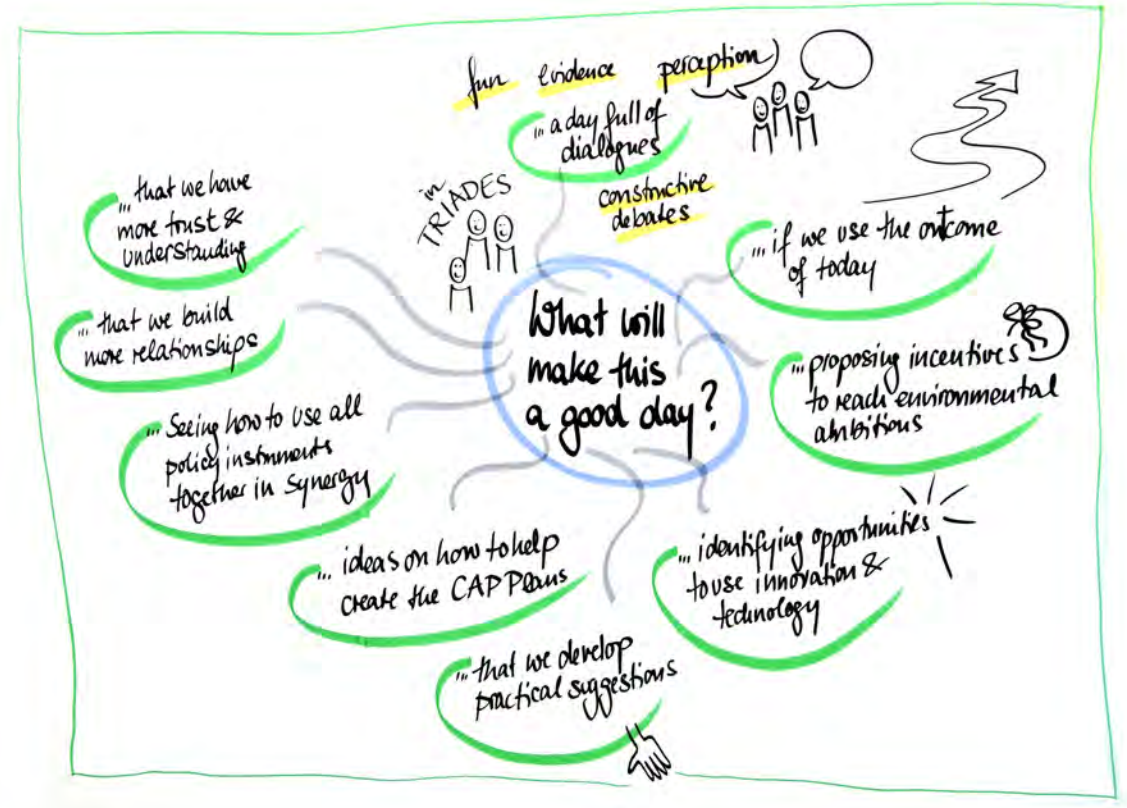 fun evidence perception
... a day full of
dialogues
constructive
debates
in
TRIADES
What will
make this
a good day?
... if we use the outcome
of today
... proposing incentives
to reach environmental
ambitions
... identifying opportunities
to use innovation &
technology
... that we develop
practical suggestions
... ideas on how to help
create the CAP Plans
... Seeing how to use all
policy instruments
together in synergy
... that we build
more relationships
... that we have
more trust &
understanding